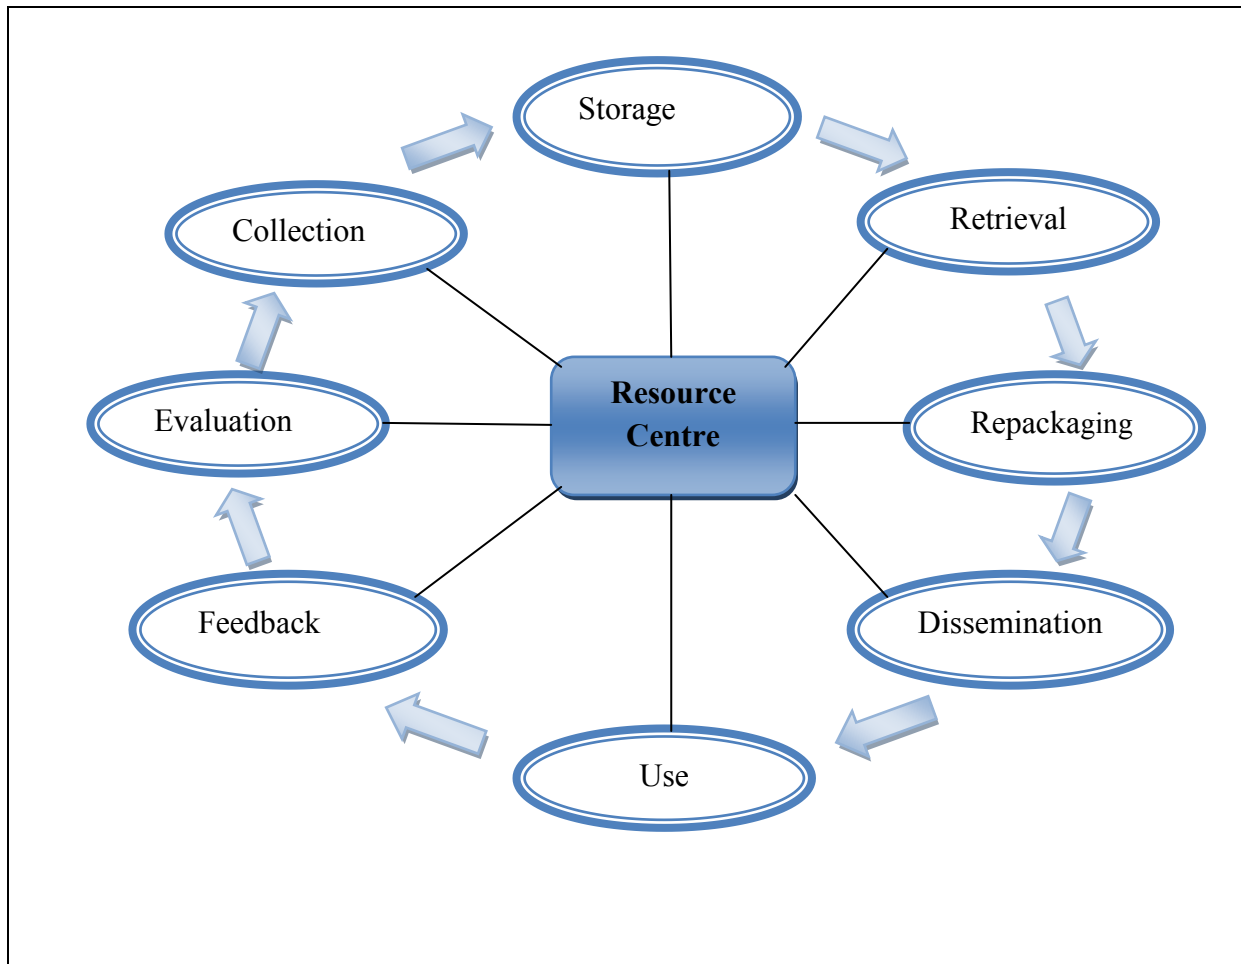 Storage
Retrieval
Collection
Resource
Centre
Evaluation
Repackaging
Feedback
Dissemination
Use